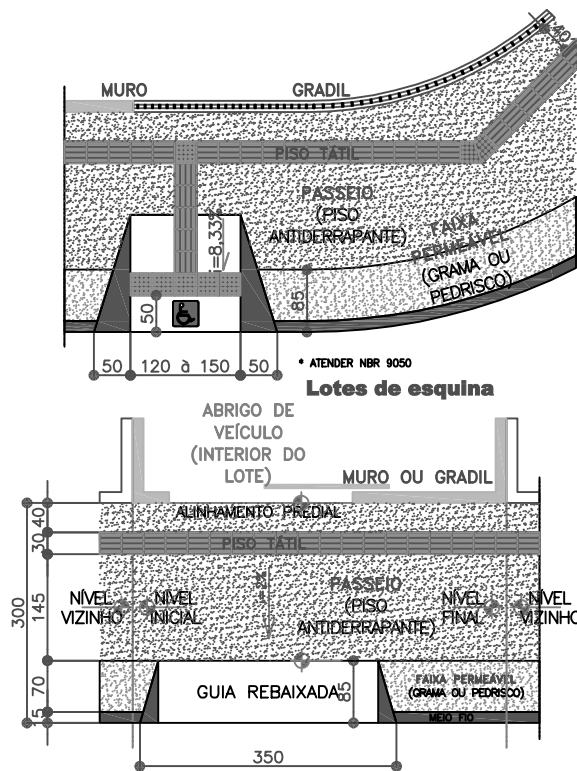 MURO
GRADIL
40
PISO TÁTIL
PASSEIO
(PISO
ANTIDERRAPANTE)
FAIXA
PERMEÁVEL
(GRAMA OU
PEDRISCO)
i=8.33%
50
85
50
120 à 150
50
* ATENDER NBR 9050
Lotes de esquina
ABRIGO DE
VEÍCULO
(INTERIOR DO
LOTE)
MURO OU GRADIL
ALINHAMENTO PREDIAL
PISO TÁTIL
PASSEIO
(PISO
ANTIDERRAPANTE)
NÍVEL
VIZINHO
NÍVEL
INICIAL
NÍVEL
FINAL
NÍVEL
VIZINHO
300
40
30
145
70
15
GUIA REBAIXADA
85
FAIXA PERMEÁVEL
(GRAMA OU PEDRISCO)
MEIO FIO
350